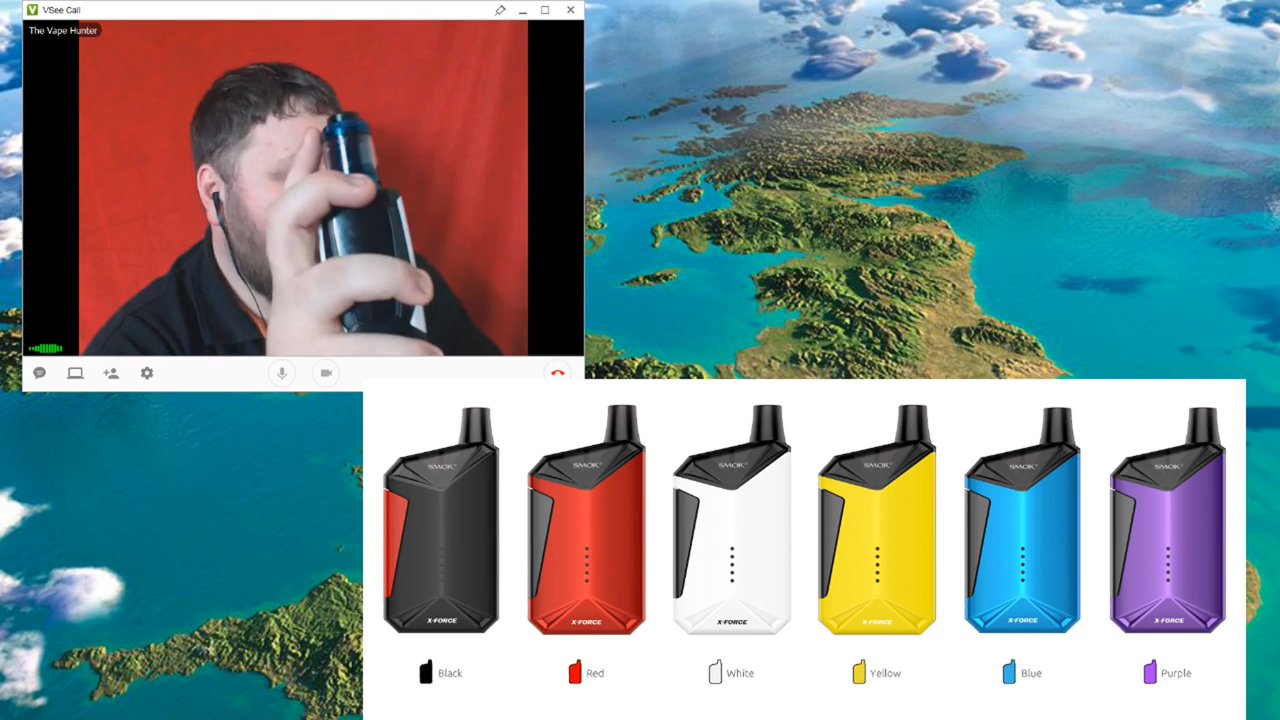 VSee Call
The Vape Hunter
SMOK SMOK SMOK SMOK SMOK SMOK
X-FORCE X-FORCE X-FORCE X-FORCE X-FORCE X-FORCE
Black Red White Yellow Blue Purple